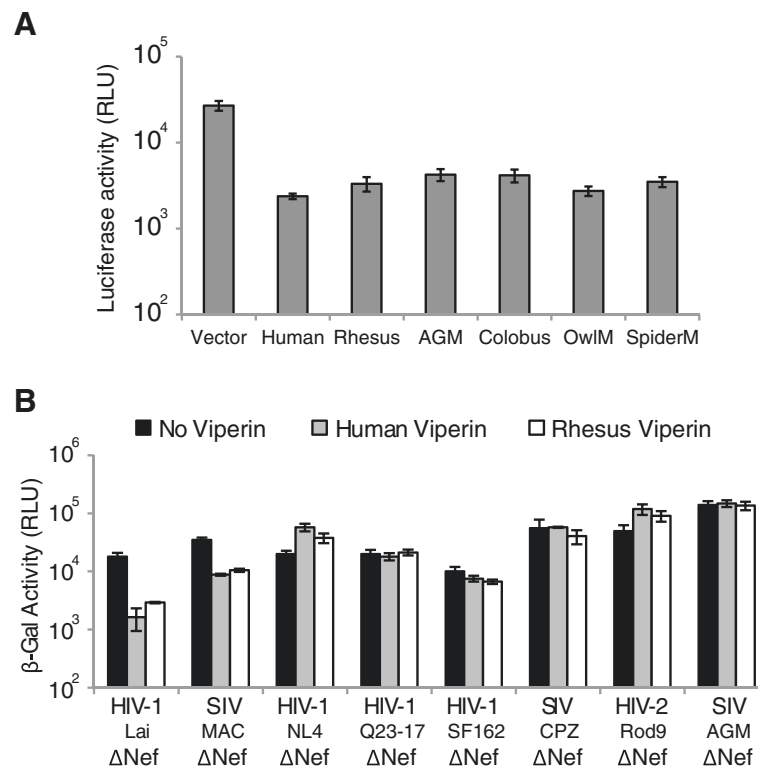 A
Luciferase activity (RLU)
10^5
10^4
10^3
10^2
Vector Human Rhesus AGM Colobus OwlM SpiderM
B
No Viperin Human Viperin Rhesus Viperin
β-Gal Activity (RLU)
10^6
10^5
10^4
10^3
10^2
HIV-1 SIV HIV-1 HIV-1 HIV-1 SIV HIV-2 SIV
Lai MAC NL4 Q23-17 SF162 CPZ Rod9 AGM
ΔNef ΔNef ΔNef ΔNef ΔNef ΔNef ΔNef ΔNef